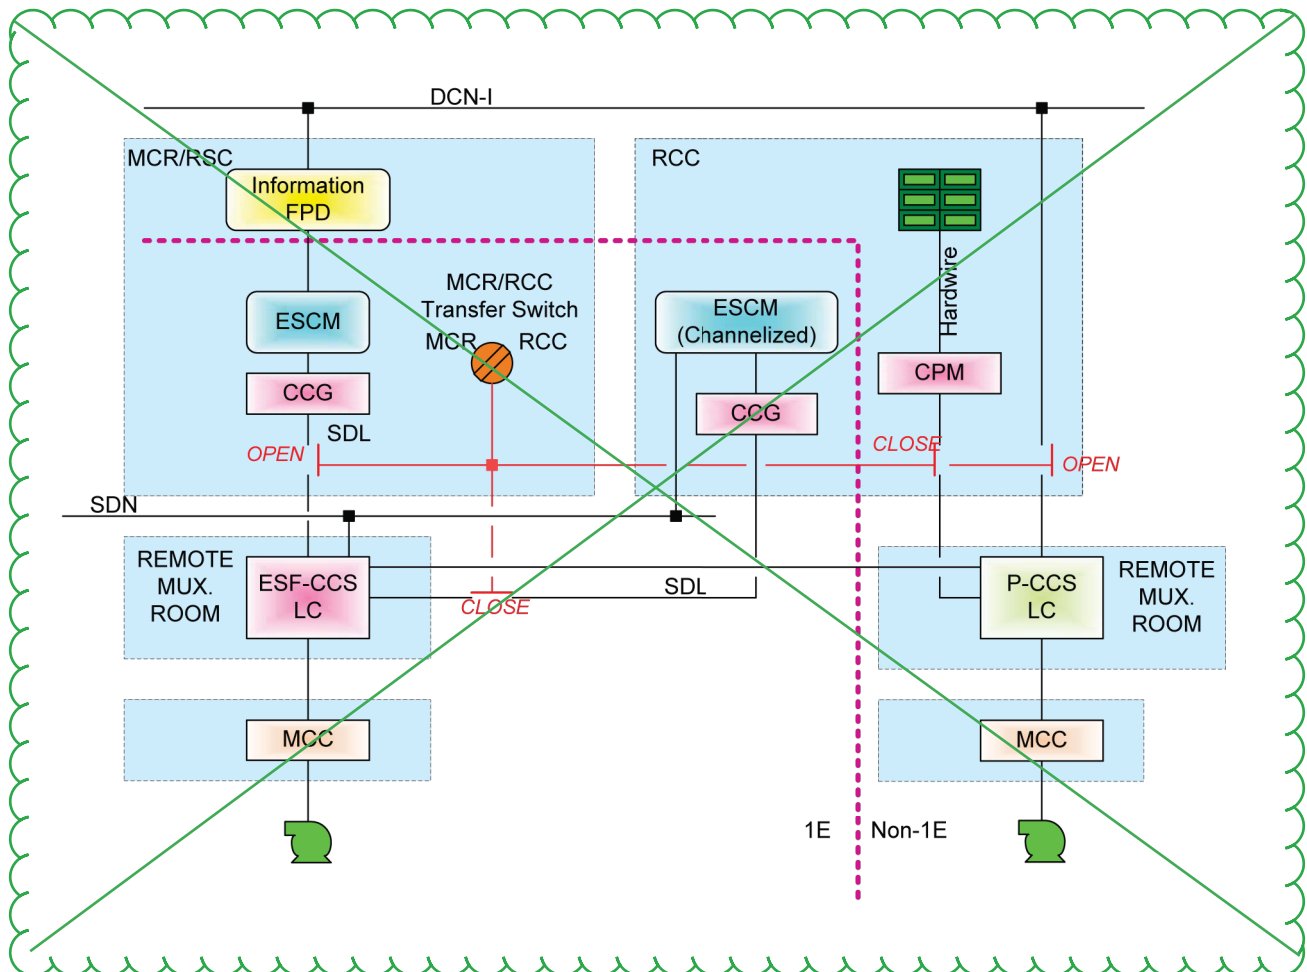 DCN-I
MCR/RSC
RCC
Information
FPD
MCR/RCC
Transfer Switch
MCR
RCC
ESCM
ESCM
(Channelized)
Hardwire
CCG
CCG
CPM
SDL
OPEN
CLOSE
OPEN
SDN
REMOTE
MUX.
ROOM
ESF-CCS
LC
CLOSE
SDL
P-CCS
LC
REMOTE
MUX.
ROOM
MCC
MCC
1E
Non-1E